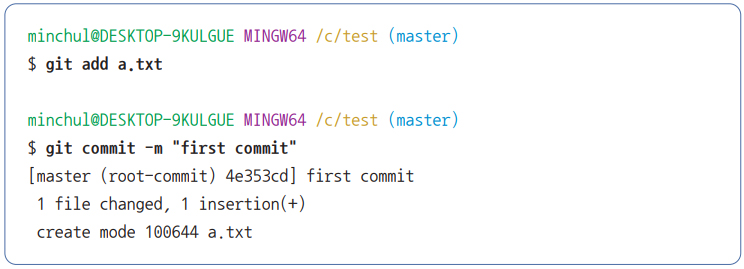 minchul@DESKTOP-9KULGUE MINGW64 /c/test (master)
$ git add a.txt
minchul@DESKTOP-9KULGUE MINGW64 /c/test (master)
$ git commit -m "first commit"
[master (root-commit) 4e353cd] first commit
 1 file changed, 1 insertion(+)
 create mode 100644 a.txt